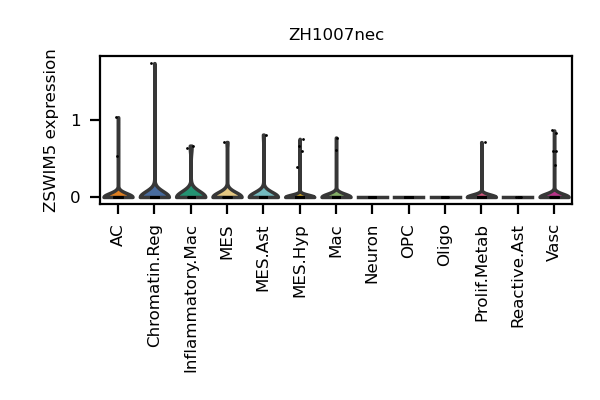 ZH1007nec
ZSWIM5 expression
1
0
AC
Chromatin.Reg
Inflammatory.Mac
MES
MES.Ast
MES.Hyp
Mac
Neuron
OPC
Oligo
Prolif.Metab
Reactive.Ast
Vasc